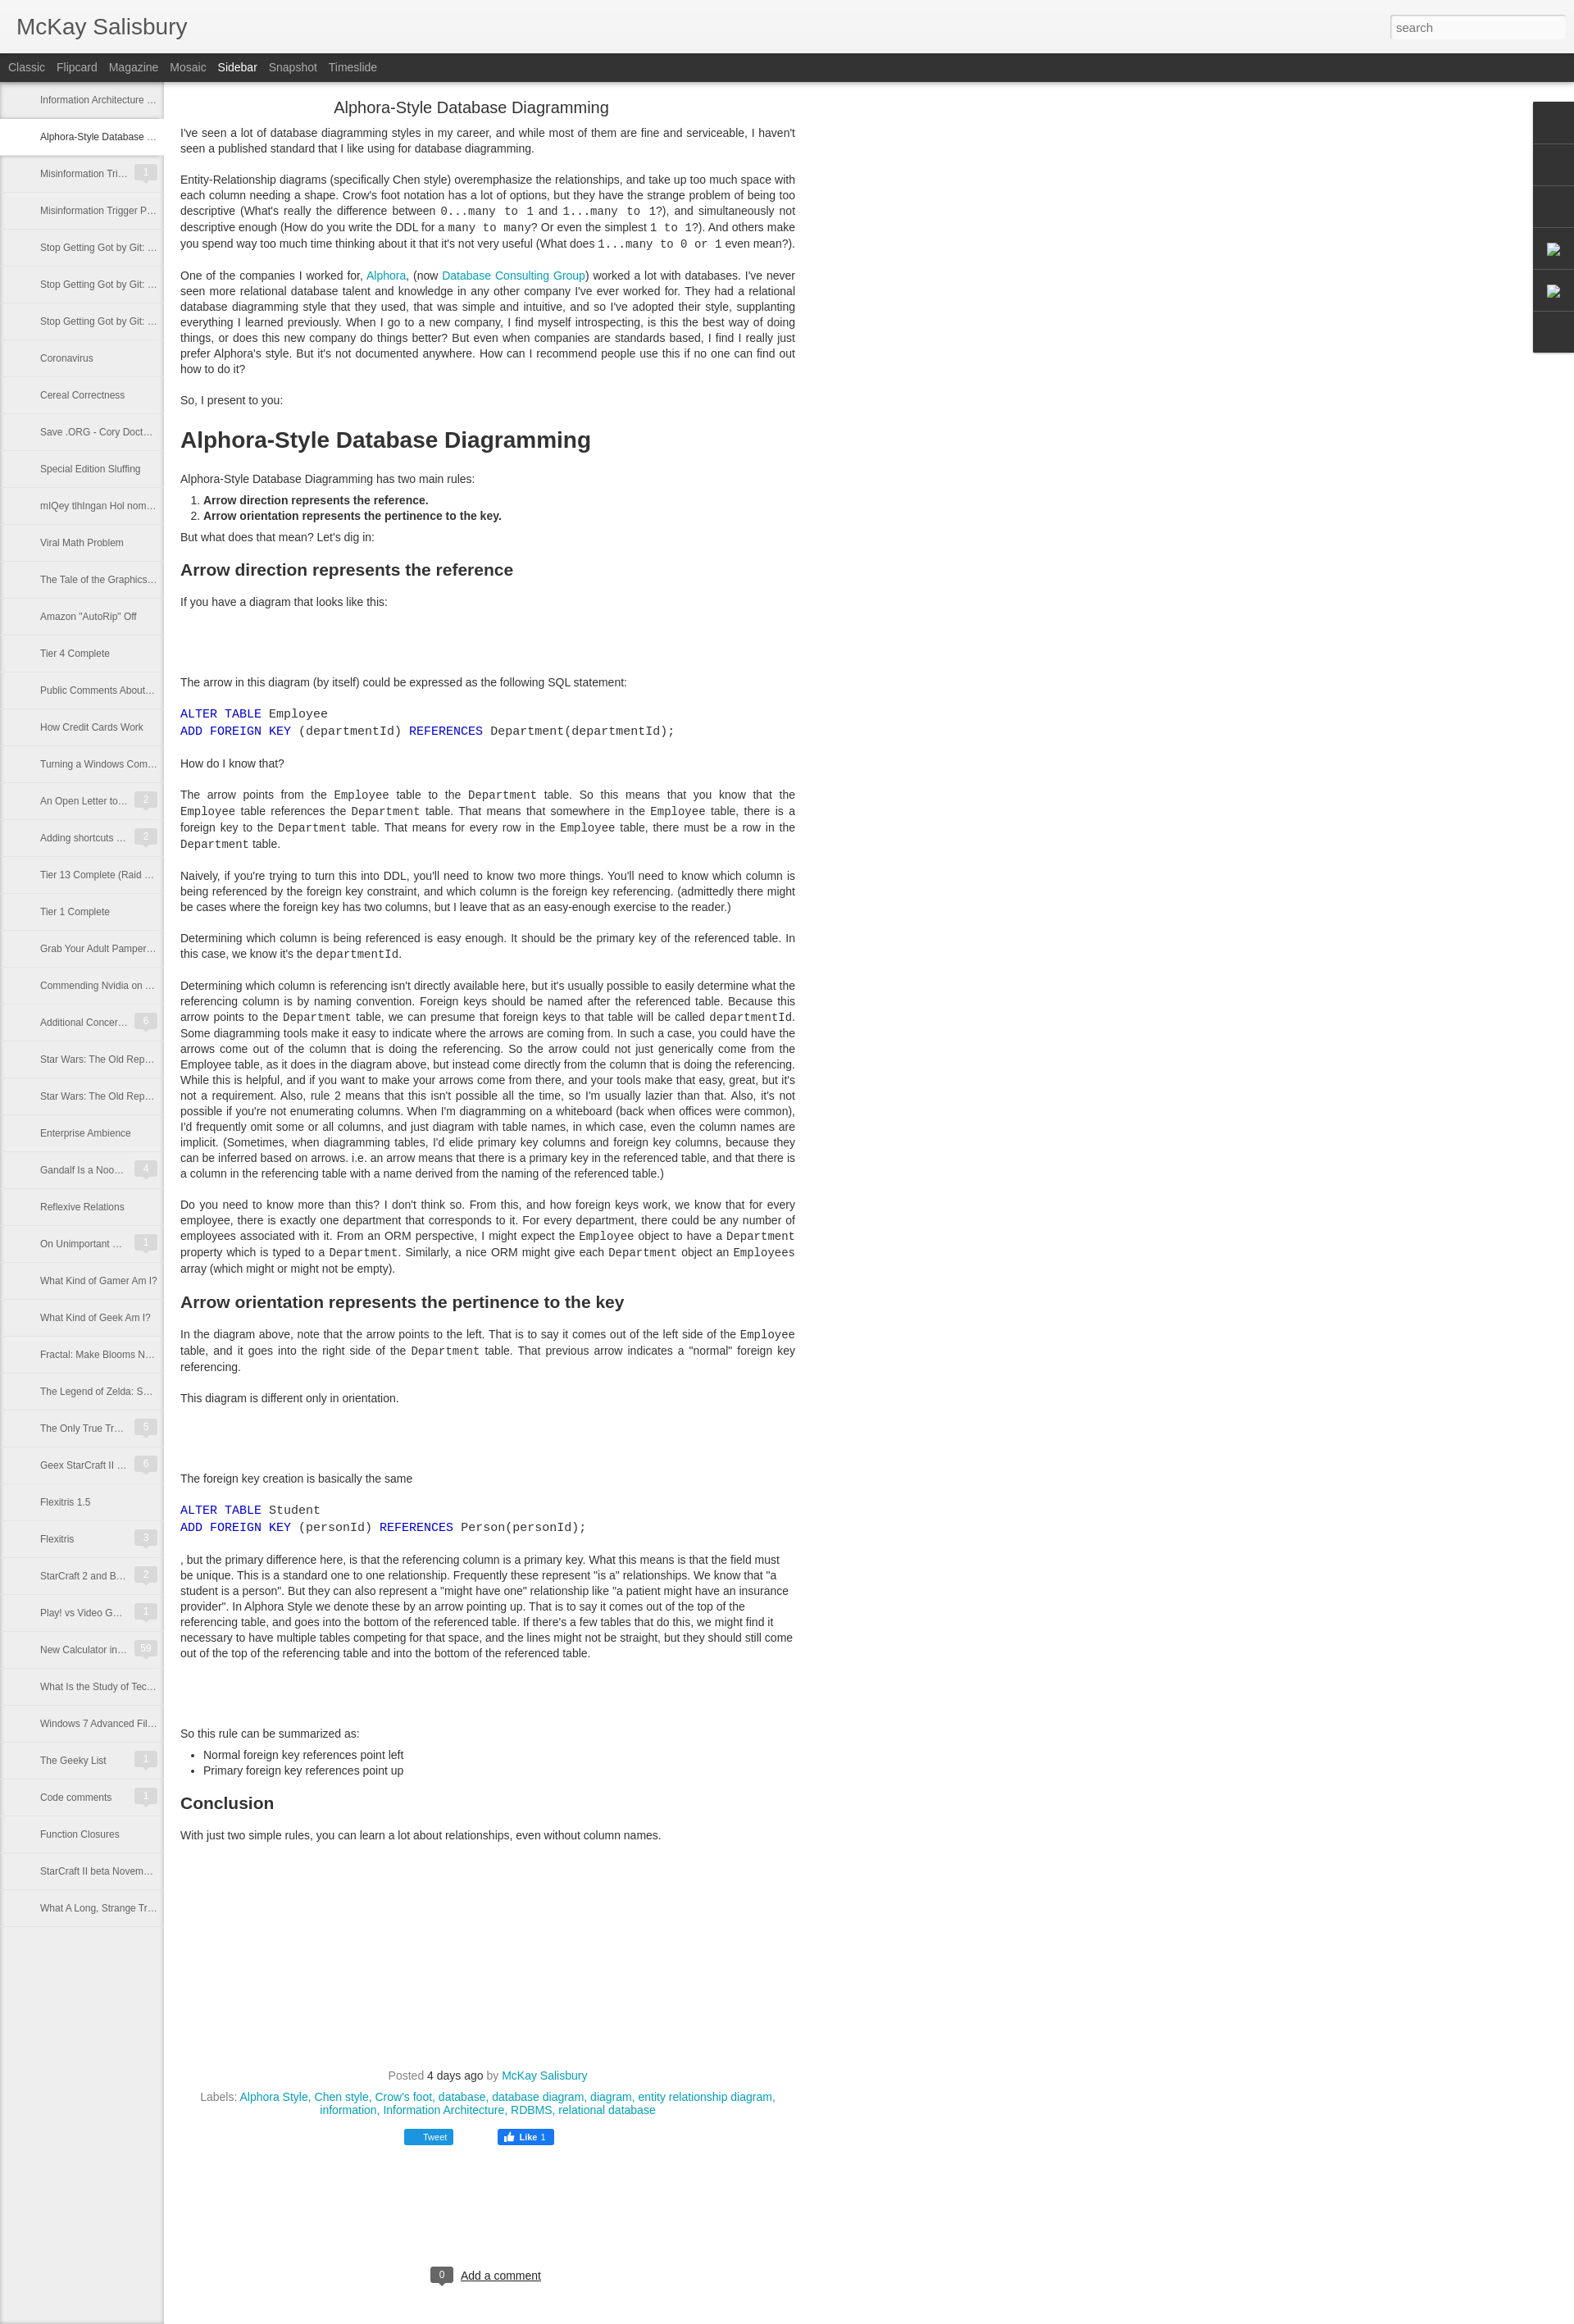 McKay Salisbury
search
Classic Flipcard Magazine Mosaic Sidebar Snapshot Timeslide
Information Architecture …
Alphora-Style Database …
Misinformation Tri… 1
Misinformation Trigger P…
Stop Getting Got by Git: …
Stop Getting Got by Git: …
Stop Getting Got by Git: …
Coronavirus
Cereal Correctness
Save .ORG - Cory Doct…
Special Edition Sluffing
mIQey tlhIngan Hol nom…
Viral Math Problem
The Tale of the Graphics…
Amazon "AutoRip" Off
Tier 4 Complete
Public Comments About…
How Credit Cards Work
Turning a Windows Com…
An Open Letter to… 2
Adding shortcuts … 2
Tier 13 Complete (Raid …
Tier 1 Complete
Grab Your Adult Pamper…
Commending Nvidia on …
Additional Concer… 6
Star Wars: The Old Rep…
Star Wars: The Old Rep…
Enterprise Ambience
Gandalf Is a Noo… 4
Reflexive Relations
On Unimportant … 1
What Kind of Gamer Am I?
What Kind of Geek Am I?
Fractal: Make Blooms N…
The Legend of Zelda: S…
The Only True Tr… 5
Geex StarCraft II … 6
Flexitris 1.5
Flexitris 3
StarCraft 2 and B… 2
Play! vs Video G… 1
New Calculator in… 59
What Is the Study of Tec…
Windows 7 Advanced Fil…
The Geeky List 1
Code comments 1
Function Closures
StarCraft II beta Novem…
What A Long, Strange Tr…
Alphora-Style Database Diagramming
I've seen a lot of database diagramming styles in my career, and while most of them are fine and serviceable, I haven't
seen a published standard that I like using for database diagramming.
Entity-Relationship diagrams (specifically Chen style) overemphasize the relationships, and take up too much space with
each column needing a shape. Crow's foot notation has a lot of options, but they have the strange problem of being too
descriptive (What's really the difference between 0...many to 1 and 1...many to 1?), and simultaneously not
descriptive enough (How do you write the DDL for a many to many? Or even the simplest 1 to 1?). And others make
you spend way too much time thinking about it that it's not very useful (What does 1...many to 0 or 1 even mean?).
One of the companies I worked for, Alphora, (now Database Consulting Group) worked a lot with databases. I've never
seen more relational database talent and knowledge in any other company I've ever worked for. They had a relational
database diagramming style that they used, that was simple and intuitive, and so I've adopted their style, supplanting
everything I learned previously. When I go to a new company, I find myself introspecting, is this the best way of doing
things, or does this new company do things better? But even when companies are standards based, I find I really just
prefer Alphora's style. But it's not documented anywhere. How can I recommend people use this if no one can find out
how to do it?
So, I present to you:
Alphora-Style Database Diagramming
Alphora-Style Database Diagramming has two main rules:
1. Arrow direction represents the reference.
2. Arrow orientation represents the pertinence to the key.
But what does that mean? Let's dig in:
Arrow direction represents the reference
If you have a diagram that looks like this:
The arrow in this diagram (by itself) could be expressed as the following SQL statement:
ALTER TABLE Employee
ADD FOREIGN KEY (departmentId) REFERENCES Department(departmentId);
How do I know that?
The arrow points from the Employee table to the Department table. So this means that you know that the
Employee table references the Department table. That means that somewhere in the Employee table, there is a
foreign key to the Department table. That means for every row in the Employee table, there must be a row in the
Department table.
Naively, if you're trying to turn this into DDL, you'll need to know two more things. You'll need to know which column is
being referenced by the foreign key constraint, and which column is the foreign key referencing. (admittedly there might
be cases where the foreign key has two columns, but I leave that as an easy-enough exercise to the reader.)
Determining which column is being referenced is easy enough. It should be the primary key of the referenced table. In
this case, we know it's the departmentId.
Determining which column is referencing isn't directly available here, but it's usually possible to easily determine what the
referencing column is by naming convention. Foreign keys should be named after the referenced table. Because this
arrow points to the Department table, we can presume that foreign keys to that table will be called departmentId.
Some diagramming tools make it easy to indicate where the arrows are coming from. In such a case, you could have the
arrows come out of the column that is doing the referencing. So the arrow could not just generically come from the
Employee table, as it does in the diagram above, but instead come directly from the column that is doing the referencing.
While this is helpful, and if you want to make your arrows come from there, and your tools make that easy, great, but it's
not a requirement. Also, rule 2 means that this isn't possible all the time, so I'm usually lazier than that. Also, it's not
possible if you're not enumerating columns. When I'm diagramming on a whiteboard (back when offices were common),
I'd frequently omit some or all columns, and just diagram with table names, in which case, even the column names are
implicit. (Sometimes, when diagramming tables, I'd elide primary key columns and foreign key columns, because they
can be inferred based on arrows. i.e. an arrow means that there is a primary key in the referenced table, and that there is
a column in the referencing table with a name derived from the naming of the referenced table.)
Do you need to know more than this? I don't think so. From this, and how foreign keys work, we know that for every
employee, there is exactly one department that corresponds to it. For every department, there could be any number of
employees associated with it. From an ORM perspective, I might expect the Employee object to have a Department
property which is typed to a Department. Similarly, a nice ORM might give each Department object an Employees
array (which might or might not be empty).
Arrow orientation represents the pertinence to the key
In the diagram above, note that the arrow points to the left. That is to say it comes out of the left side of the Employee
table, and it goes into the right side of the Department table. That previous arrow indicates a "normal" foreign key
referencing.
This diagram is different only in orientation.
The foreign key creation is basically the same
ALTER TABLE Student
ADD FOREIGN KEY (personId) REFERENCES Person(personId);
, but the primary difference here, is that the referencing column is a primary key. What this means is that the field must
be unique. This is a standard one to one relationship. Frequently these represent "is a" relationships. We know that "a
student is a person". But they can also represent a "might have one" relationship like "a patient might have an insurance
provider". In Alphora Style we denote these by an arrow pointing up. That is to say it comes out of the top of the
referencing table, and goes into the bottom of the referenced table. If there's a few tables that do this, we might find it
necessary to have multiple tables competing for that space, and the lines might not be straight, but they should still come
out of the top of the referencing table and into the bottom of the referenced table.
So this rule can be summarized as:
• Normal foreign key references point left
• Primary foreign key references point up
Conclusion
With just two simple rules, you can learn a lot about relationships, even without column names.
Posted 4 days ago by McKay Salisbury
Labels: Alphora Style, Chen style, Crow's foot, database, database diagram, diagram, entity relationship diagram,
information, Information Architecture, RDBMS, relational database
Tweet Like 1
0 Add a comment